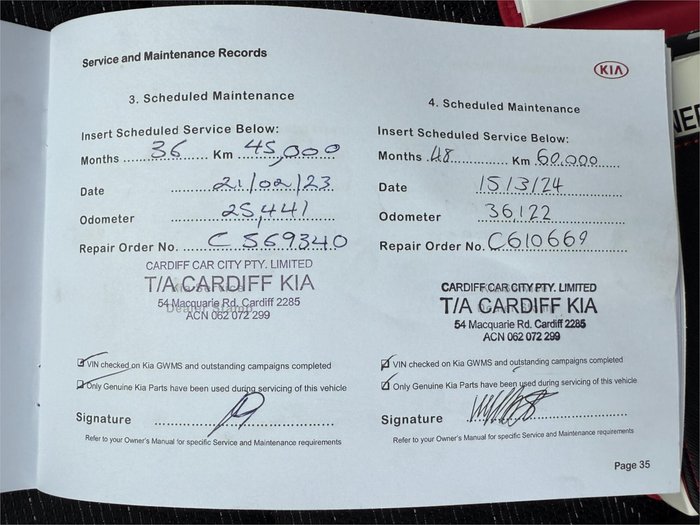 Service and Maintenance Records
KIA
3. Scheduled Maintenance
Insert Scheduled Service Below:
Months 36 Km 45,000
Date 21/02/23
Odometer 25,441
Repair Order No. C569340
CARDIFF CAR CITY PTY. LIMITED
T/A CARDIFF KIA
54 Macquarie Rd. Cardiff 2285
ACN 062 072 299
VIN checked on Kia GWMS and outstanding campaigns completed
Only Genuine Kia Parts have been used during servicing of this vehicle
Signature
Refer to your Owner's Manual for specific Service and Maintenance requirements
4. Scheduled Maintenance
Insert Scheduled Service Below:
Months 48 Km 60,000
Date 15/3/24
Odometer 36,122
Repair Order No. C610669
CARDIFF CAR CITY PTY. LIMITED
T/A CARDIFF KIA
54 Macquarie Rd. Cardiff 2285
ACN 062 072 299
VIN checked on Kia GWMS and outstanding campaigns completed
Only Genuine Kia Parts have been used during servicing of this vehicle
Signature
Refer to your Owner's Manual for specific Service and Maintenance requirements
Page 35